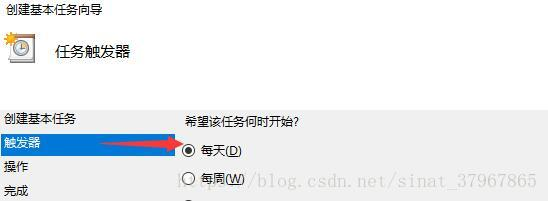 创建基本任务向导
任务触发器
创建基本任务
触发器
操作
完成
希望该任务何时开始?
每天(D)
每周(W)
https://blog.csdn.net/sinat_37967865